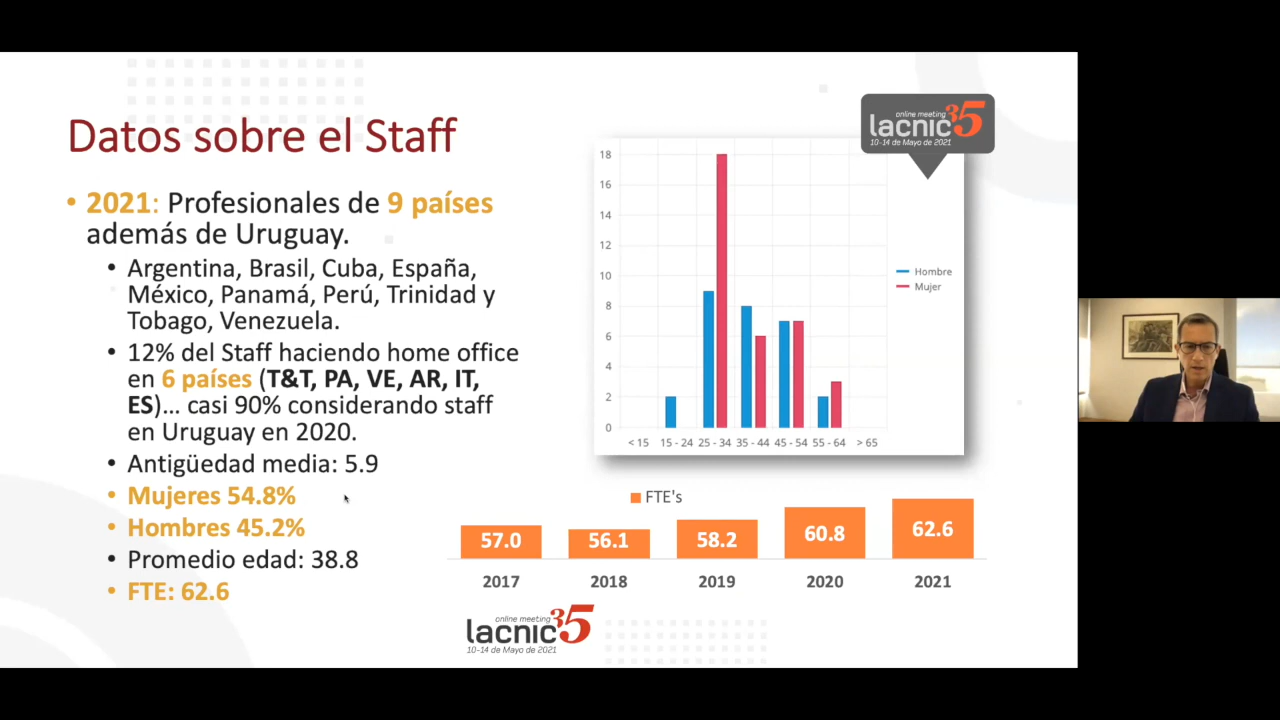 Datos sobre el Staff
• 2021: Profesionales de 9 países
además de Uruguay.
• Argentina, Brasil, Cuba, España,
México, Panamá, Perú, Trinidad y
Tobago, Venezuela.
• 12% del Staff haciendo home office
en 6 países (T&T, PA, VE, AR, IT,
ES)... casi 90% considerando staff
en Uruguay en 2020.
• Antigüedad media: 5.9
• Mujeres 54.8%
• Hombres 45.2%
• Promedio edad: 38.8
• FTE: 62.6
online meeting
lacnic35
10-14 de Mayo de 2021
18
16
14
12
10
8
6
4
2
0
< 15 15 - 24 25 - 34 35 - 44 45 - 54 55 - 64 > 65
Hombre
Mujer
FTE's
57.0 56.1 58.2 60.8 62.6
2017 2018 2019 2020 2021
online meeting
lacnic35
10-14 de Mayo de 2021